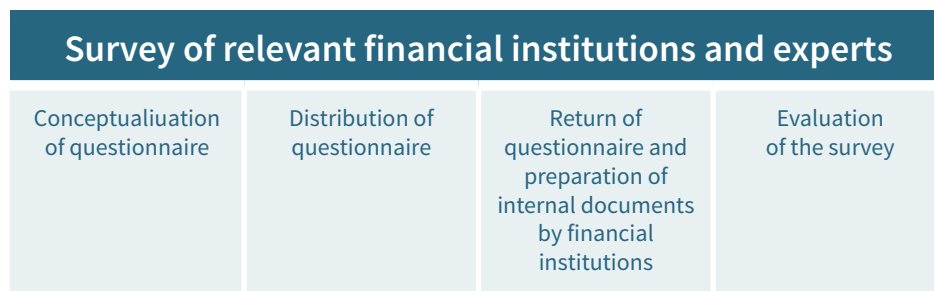 Survey of relevant financial institutions and experts
Conceptualiuation
of questionnaire
Distribution of
questionnaire
Return of
questionnaire and
preparation of
internal documents
by financial
institutions
Evaluation
of the survey